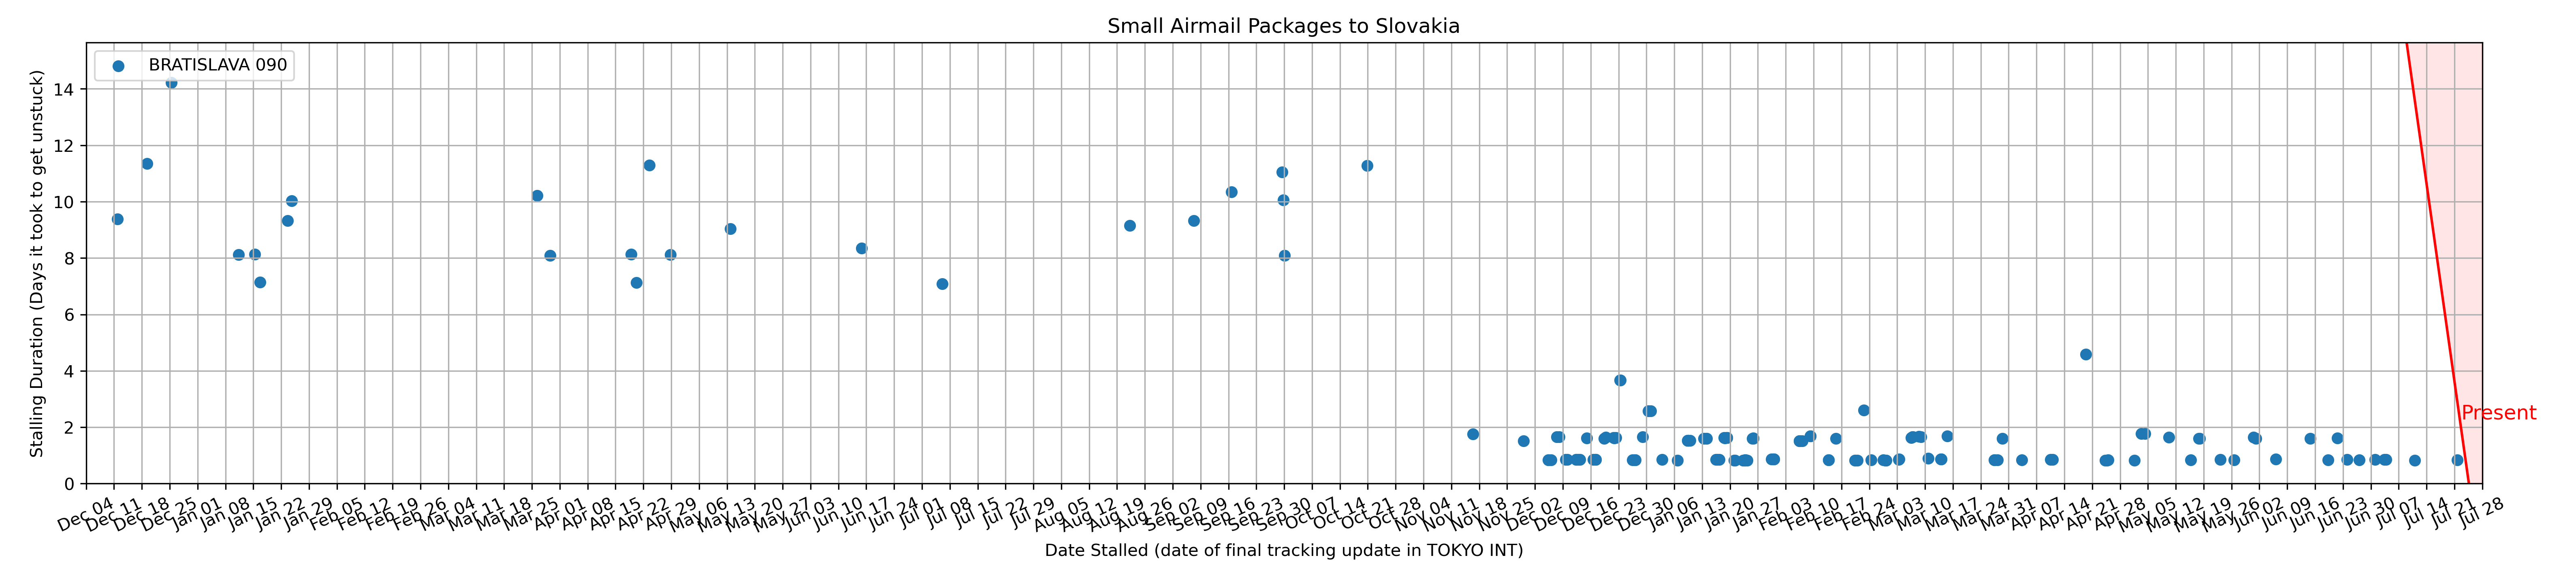 Small Airmail Packages to Slovakia
BRATISLAVA 090
Stalling Duration (Days it took to get unstuck)
14
12
10
8
6
4
2
0
Present
Dec 04
Dec 11
Dec 18
Dec 25
Jan 01
Jan 08
Jan 15
Jan 22
Jan 29
Feb 05
Feb 12
Feb 19
Feb 26
Mar 04
Mar 11
Mar 18
Mar 25
Apr 01
Apr 08
Apr 15
Apr 22
Apr 29
May 06
May 13
May 20
May 27
Jun 03
Jun 10
Jun 17
Jun 24
Jul 01
Jul 08
Jul 15
Jul 22
Jul 29
Aug 05
Aug 12
Aug 19
Aug 26
Sep 02
Sep 09
Sep 16
Sep 23
Sep 30
Oct 07
Oct 14
Oct 21
Oct 28
Nov 04
Nov 11
Nov 18
Nov 25
Dec 02
Dec 09
Dec 16
Dec 23
Dec 30
Jan 06
Jan 13
Jan 20
Jan 27
Feb 03
Feb 10
Feb 17
Feb 24
Mar 03
Mar 10
Mar 17
Mar 24
Mar 31
Apr 07
Apr 14
Apr 21
Apr 28
May 05
May 12
May 19
May 26
Jun 02
Jun 09
Jun 16
Jun 23
Jun 30
Jul 07
Jul 14
Jul 21
Jul 28
Date Stalled (date of final tracking update in TOKYO INT)